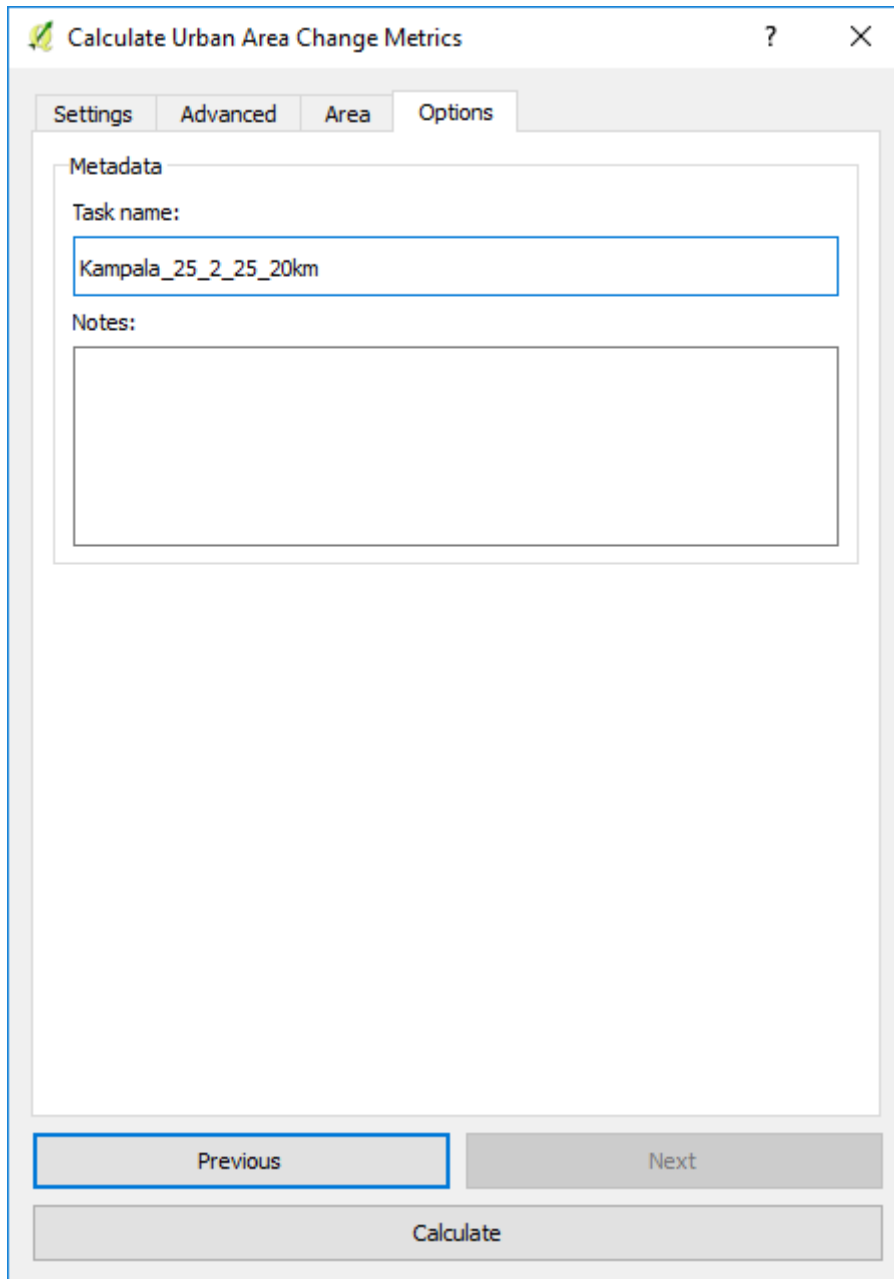 Calculate Urban Area Change Metrics
Settings Advanced Area Options
Metadata
Task name:
Kampala_25_2_25_20km
Notes:
Previous Next
Calculate